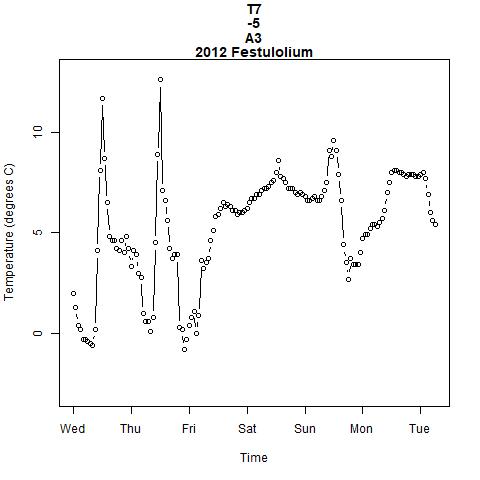 T7
-5
A3
2012 Festulolium
Temperature (degrees C)
10
5
0
Wed Thu Fri Sat Sun Mon Tue
Time